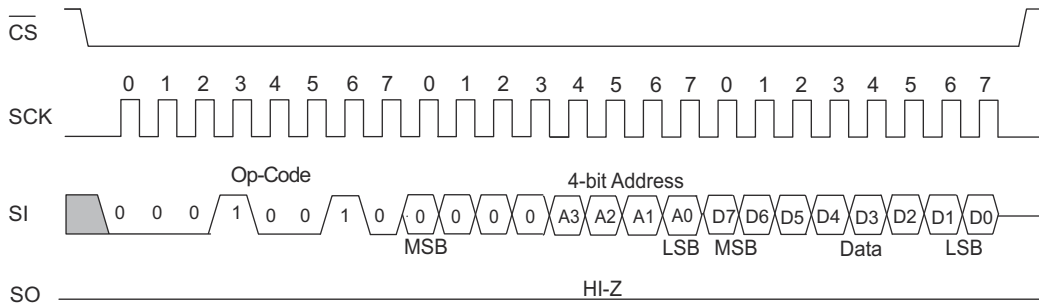 CS
0 1 2 3 4 5 6 7 0 1 2 3 4 5 6 7 0 1 2 3 4 5 6 7
SCK
Op-Code 4-bit Address
SI 0 0 0 1 0 0 1 0 0 0 0 0 A3 A2 A1 A0 D7 D6 D5 D4 D3 D2 D1 D0
MSB LSB MSB Data LSB
HI-Z
SO